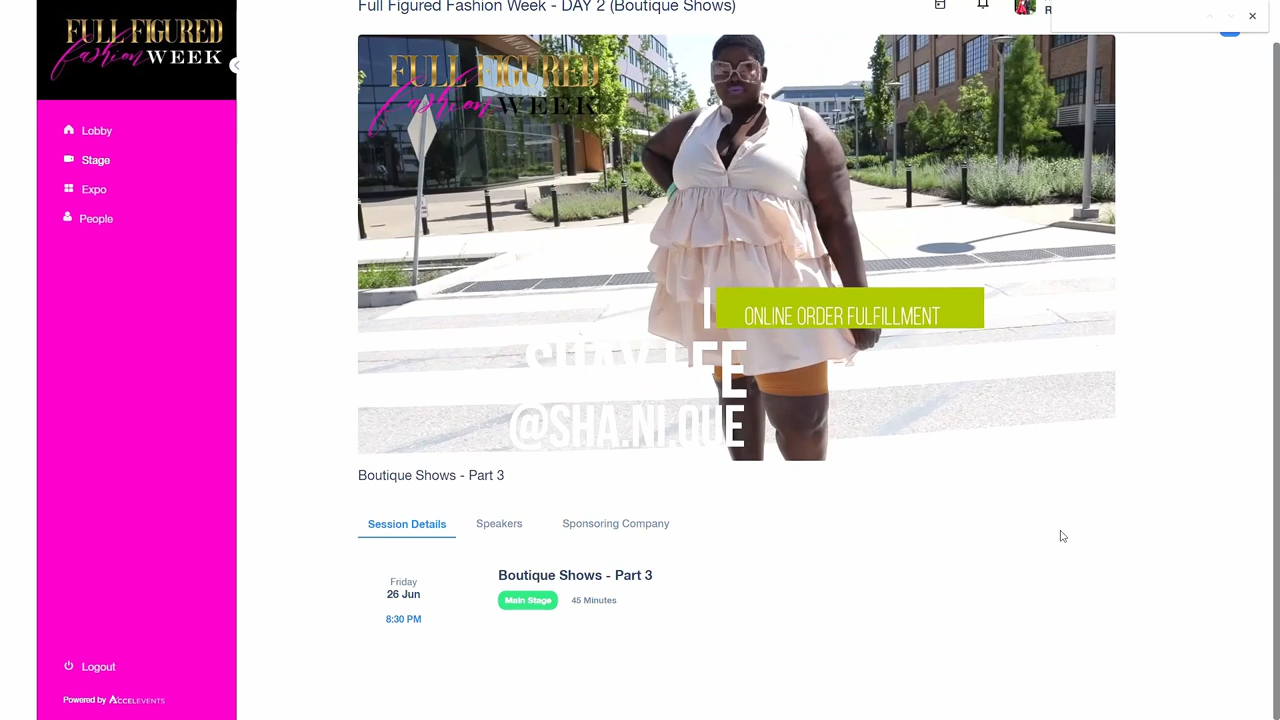 FULL FIGURED
fashion WEEK
Full Figured Fashion Week - DAY 2 (Boutique Shows)
R
Lobby
Stage
Expo
People
FULL FIGURED
fashion WEEK
I
ONLINE ORDER FULFILLMENT
SHAY LEE
@SHA.NI.QUE
Boutique Shows - Part 3
Session Details
Speakers
Sponsoring Company
Friday
26 Jun
8:30 PM
Boutique Shows - Part 3
Main Stage
45 Minutes
Logout
Powered by ACCELEVENTS